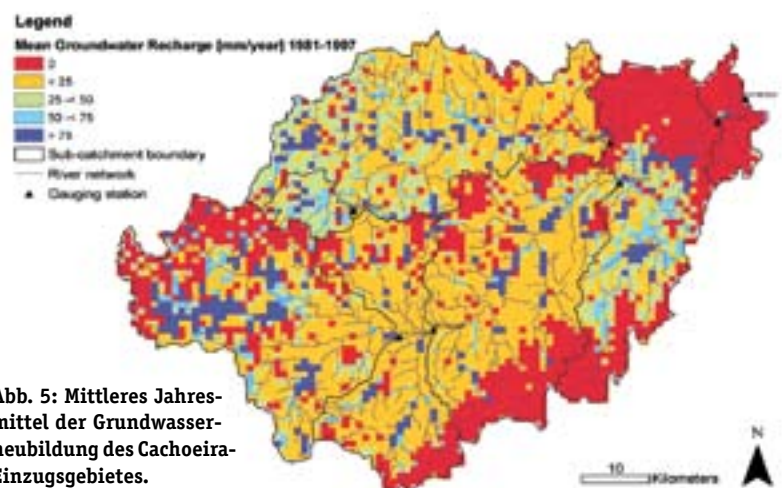 Legend
Mean Groundwater Recharge [mm/year] 1981-1997
0
< 25
25 -< 50
50 -< 75
> 75
Sub-catchment boundary
River network
Gauging station
Abb. 5: Mittleres Jahres-
mittel der Grundwasser-
neubildung des Cachoeira-
Einzugsgebietes.
N
10
Kilometers